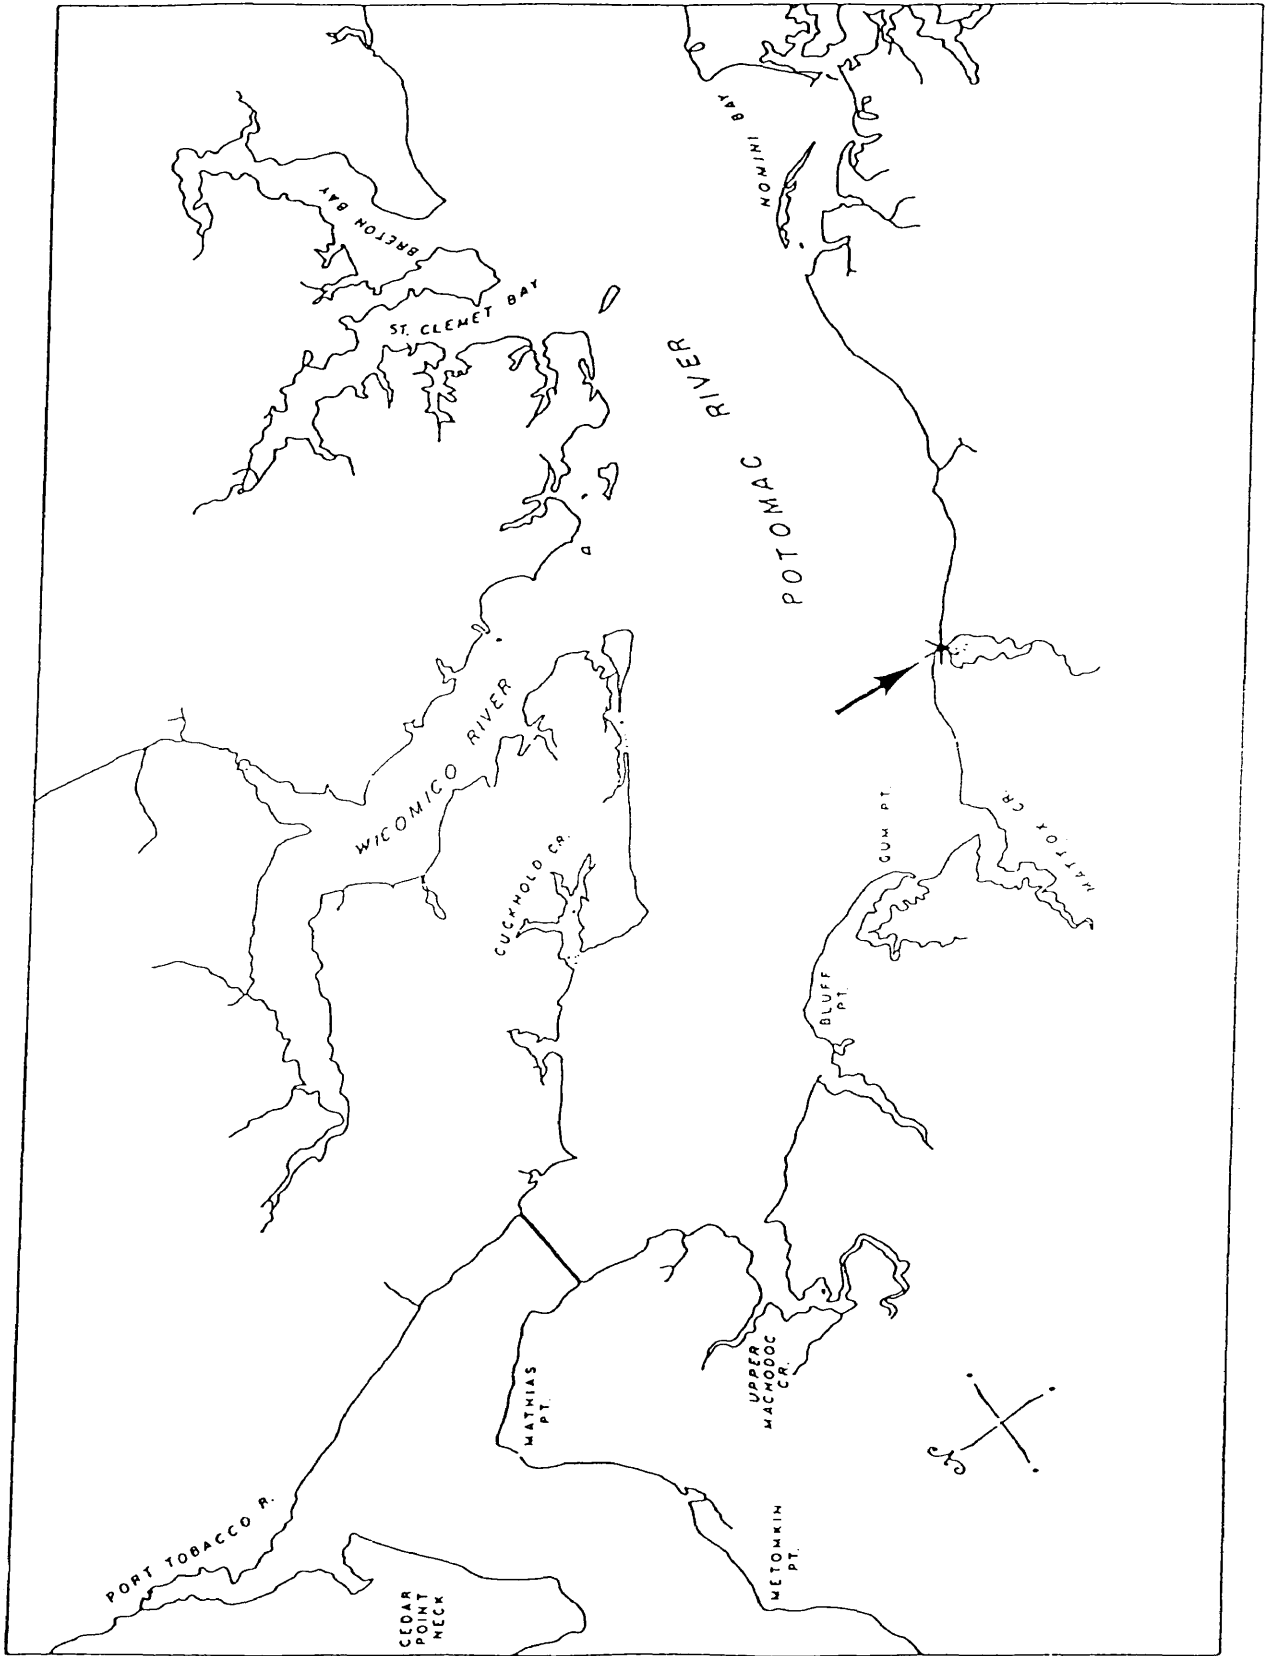 NOMINI BAY
BRETON BAY
ST. CLEMET BAY
POTOMAC RIVER
WICOMICO RIVER
CUCKHOLD CR.
GUM PT.
MATTOX CR.
BLUFF
PT.
UPPER
MACHODOC
CR.
MATHIAS
PT.
METOMKIN
PT.
PORT TOBACCO R.
CEDAR
POINT
NECK